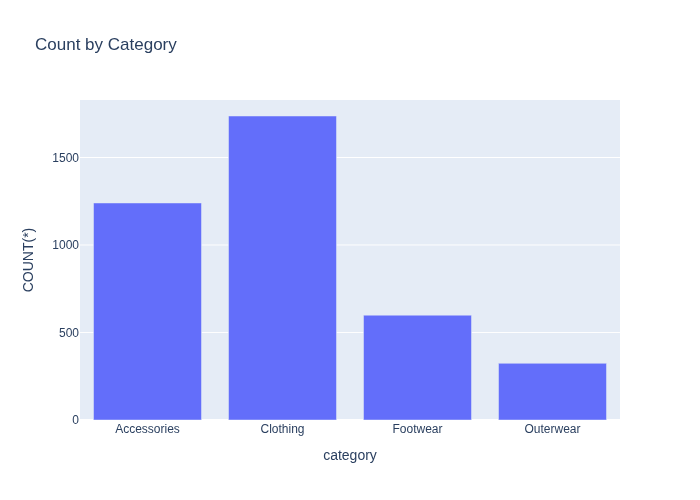 Count by Category
COUNT(*)
1500
1000
500
0
Accessories Clothing Footwear Outerwear
category